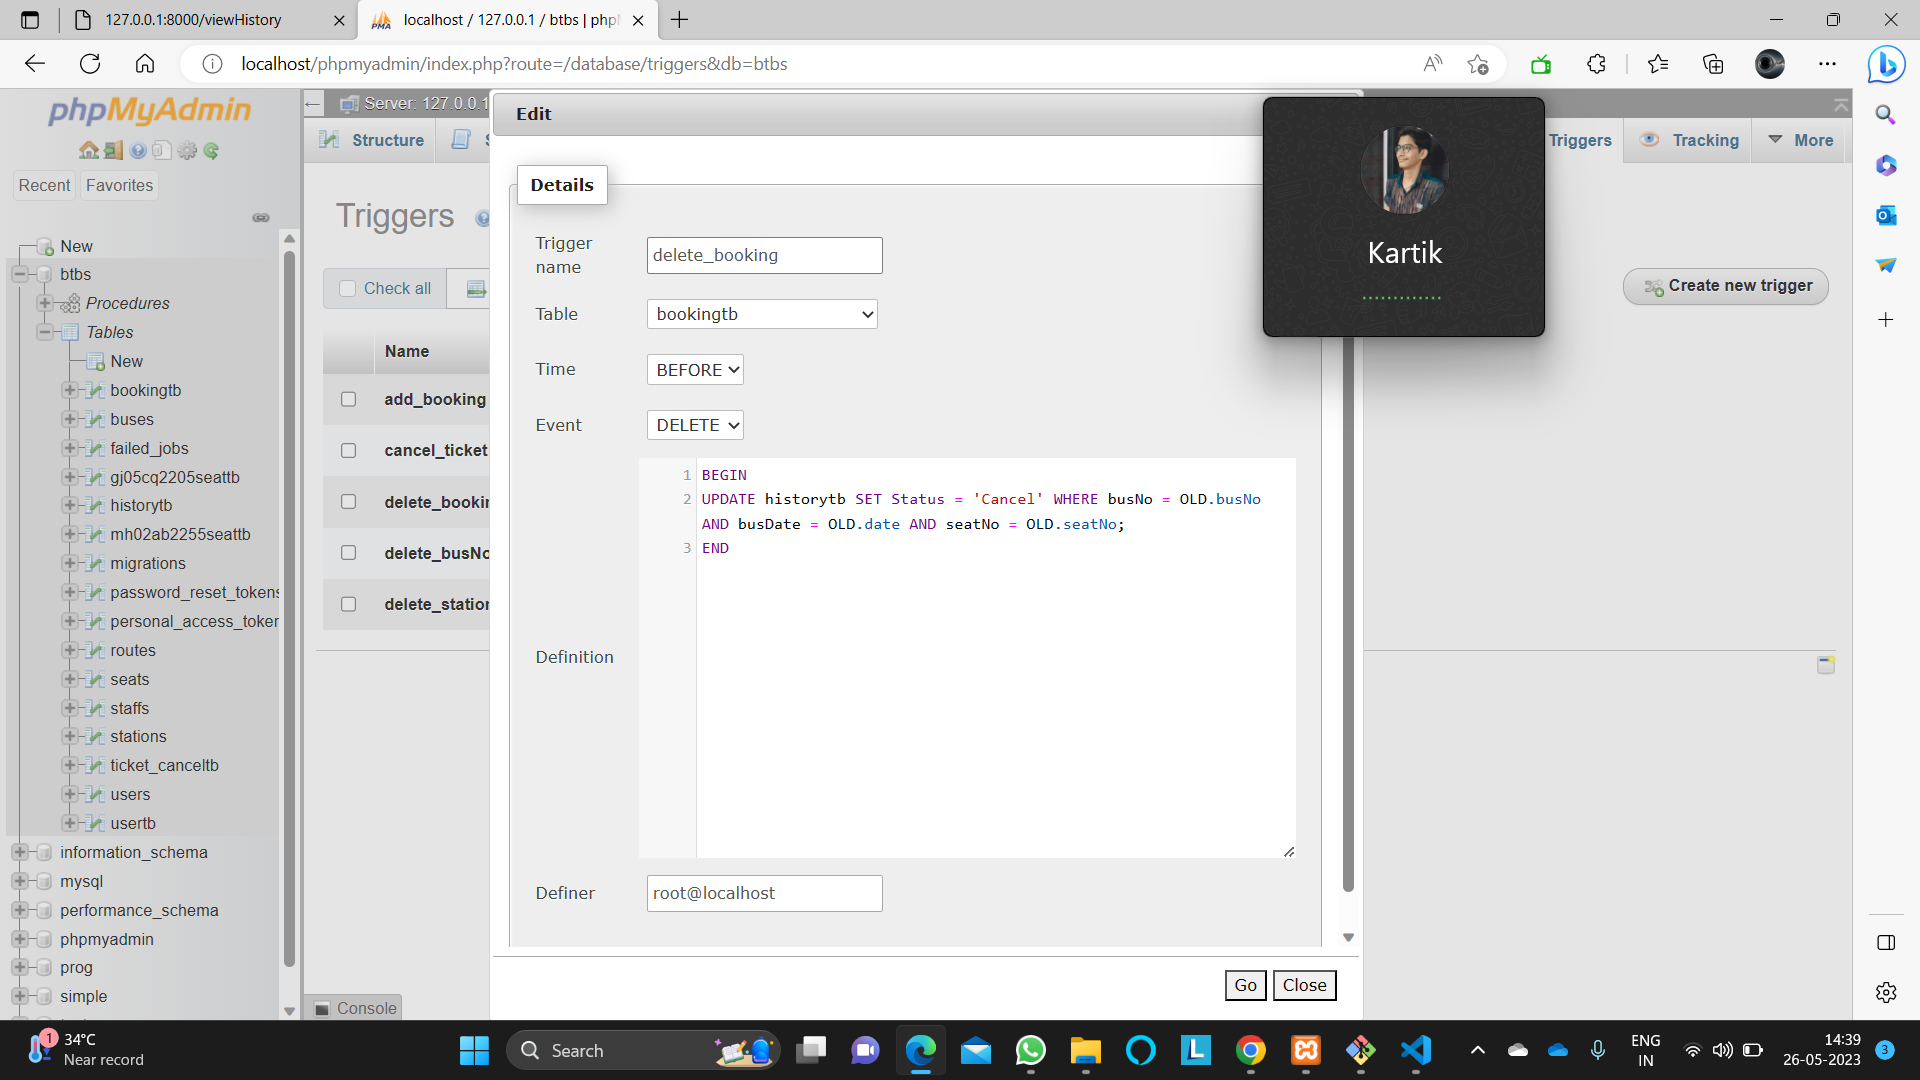 127.0.0.1:8000/viewHistory
localhost / 127.0.0.1 / btbs | php
localhost/phpmyadmin/index.php?route=/database/triggers&db=btbs
phpMyAdmin
Recent
Favorites
New
btbs
Procedures
Tables
New
bookingtb
buses
failed_jobs
gj05cq2205seattb
historytb
mh02ab2255seattb
migrations
password_reset_tokens
personal_access_token
routes
seats
staffs
stations
ticket_canceltb
users
usertb
information_schema
mysql
performance_schema
phpmyadmin
prog
simple
Server: 127.0.0.1
Structure
Triggers
Tracking
More
Triggers
Check all
Create new trigger
Name
add_booking
cancel_ticket
delete_bookin
delete_busNo
delete_station
Console
Edit
Details
Trigger name
delete_booking
Table
bookingtb
Time
BEFORE
Event
DELETE
Definition
1 BEGIN
2 UPDATE historytb SET Status = 'Cancel' WHERE busNo = OLD.busNo
AND busDate = OLD.date AND seatNo = OLD.seatNo;
3 END
Definer
root@localhost
Go
Close
Kartik
1
34°C
Near record
Search
ENG
IN
14:39
26-05-2023
3